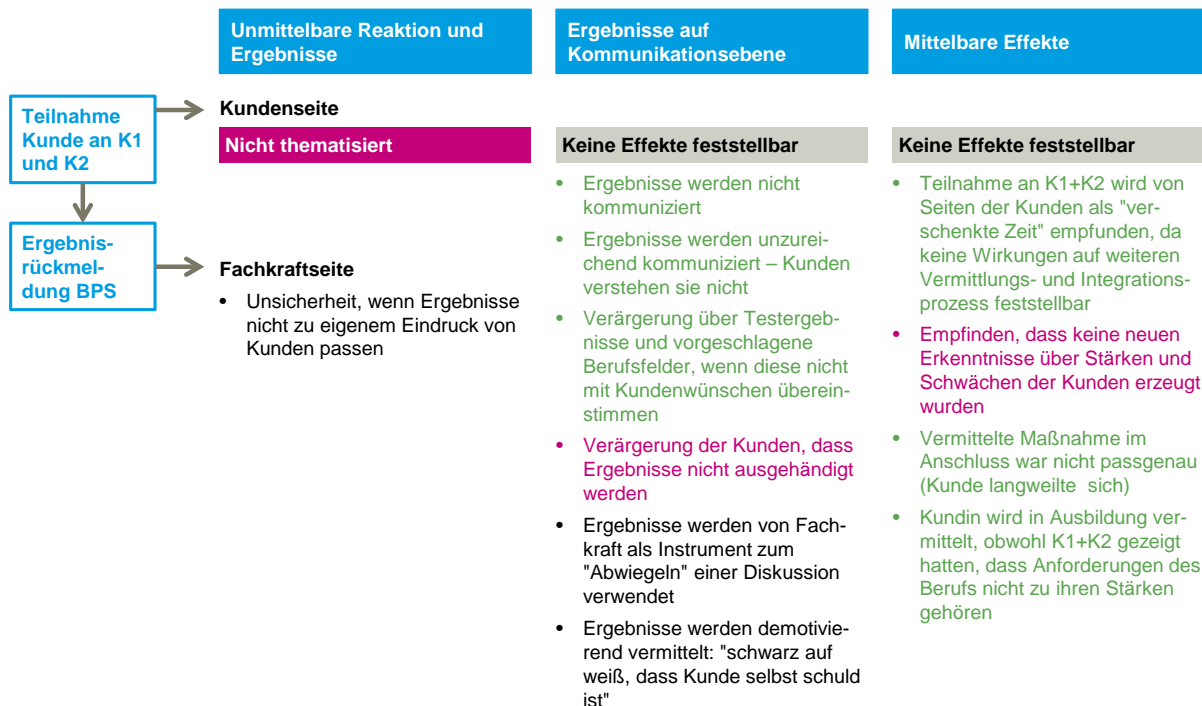 Unmittelbare Reaktion und
Ergebnisse
Ergebnisse auf
Kommunikationsebene
Mittelbare Effekte
Teilnahme
Kunde an K1
und K2
Ergebnis-
rückmel-
dung BPS
Kundenseite
Nicht thematisiert
Fachkraftseite
• Unsicherheit, wenn Ergebnisse
nicht zu eigenem Eindruck von
Kunden passen
Keine Effekte feststellbar
• Ergebnisse werden nicht
kommuniziert
• Ergebnisse werden unzurei-
chend kommuniziert – Kunden
verstehen sie nicht
• Verärgerung über Testergeb-
nisse und vorgeschlagene
Berufsfelder, wenn diese nicht
mit Kundenwünschen überein-
stimmen
• Verärgerung der Kunden, dass
Ergebnisse nicht ausgehändigt
werden
• Ergebnisse werden von Fach-
kraft als Instrument zum
"Abwiegeln" einer Diskussion
verwendet
• Ergebnisse werden demotivie-
rend vermittelt: "schwarz auf
weiß, dass Kunde selbst schuld
ist"
Keine Effekte feststellbar
• Teilnahme an K1+K2 wird von
Seiten der Kunden als "ver-
schenkte Zeit" empfunden, da
keine Wirkungen auf weiteren
Vermittlungs- und Integrations-
prozess feststellbar
• Empfinden, dass keine neuen
Erkenntnisse über Stärken und
Schwächen der Kunden erzeugt
wurden
• Vermittelte Maßnahme im
Anschluss war nicht passgenau
(Kunde langweilte sich)
• Kundin wird in Ausbildung ver-
mittelt, obwohl K1+K2 gezeigt
hatten, dass Anforderungen des
Berufs nicht zu ihren Stärken
gehören